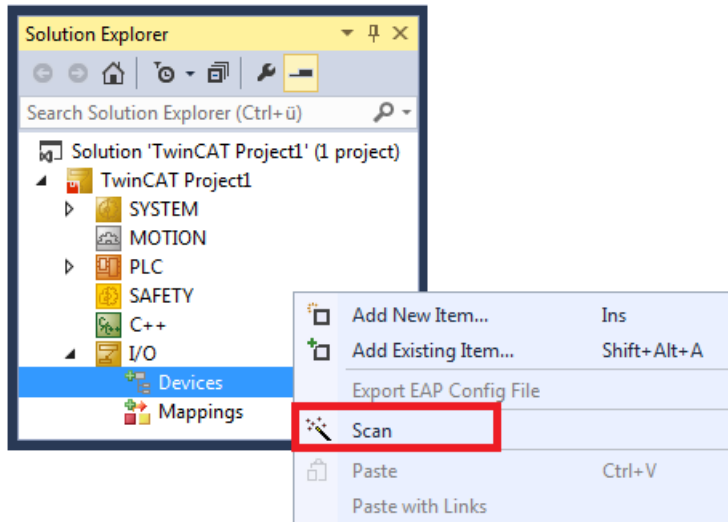 Solution Explorer
Search Solution Explorer (Ctrl+ü)
Solution 'TwinCAT Project1' (1 project)
TwinCAT Project1
SYSTEM
MOTION
PLC
SAFETY
C++
I/O
Devices
Mappings
Add New Item... Ins
Add Existing Item... Shift+Alt+A
Export EAP Config File
Scan
Paste Ctrl+V
Paste with Links